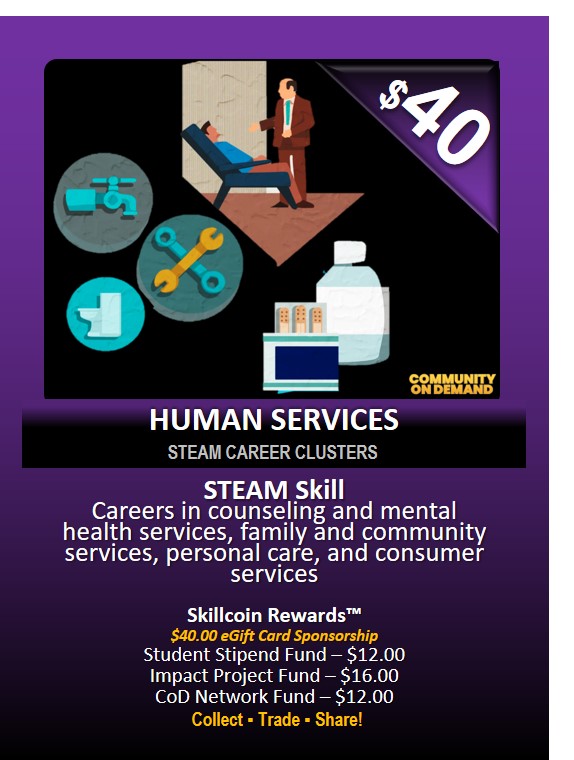 $40
COMMUNITY
ON DEMAND
HUMAN SERVICES
STEAM CAREER CLUSTERS
STEAM Skill
Careers in counseling and mental
health services, family and community
services, personal care, and consumer
services
Skillcoin Rewards™
$40.00 eGift Card Sponsorship
Student Stipend Fund – $12.00
Impact Project Fund – $16.00
CoD Network Fund – $12.00
Collect ▪ Trade ▪ Share!